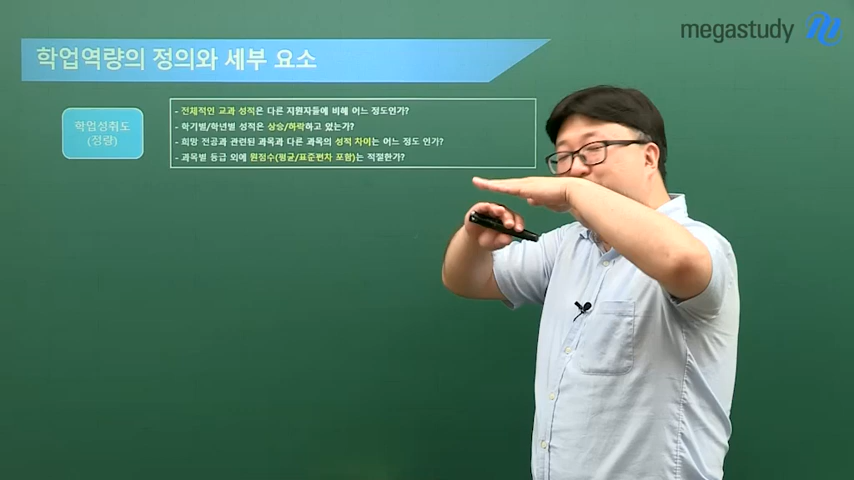 megastudy
학업역량의 정의와 세부 요소
학업성취도
(정량)
- 전체적인 교과 성적은 다른 지원자들에 비해 어느 정도인가?
- 학기별/학년별 성적은 상승/하락하고 있는가?
- 희망 전공과 관련된 과목과 다른 과목의 성적 차이는 어느 정도 인가?
- 과목별 등급 외에 원점수(평균/표준편차 포함)는 적절한가?